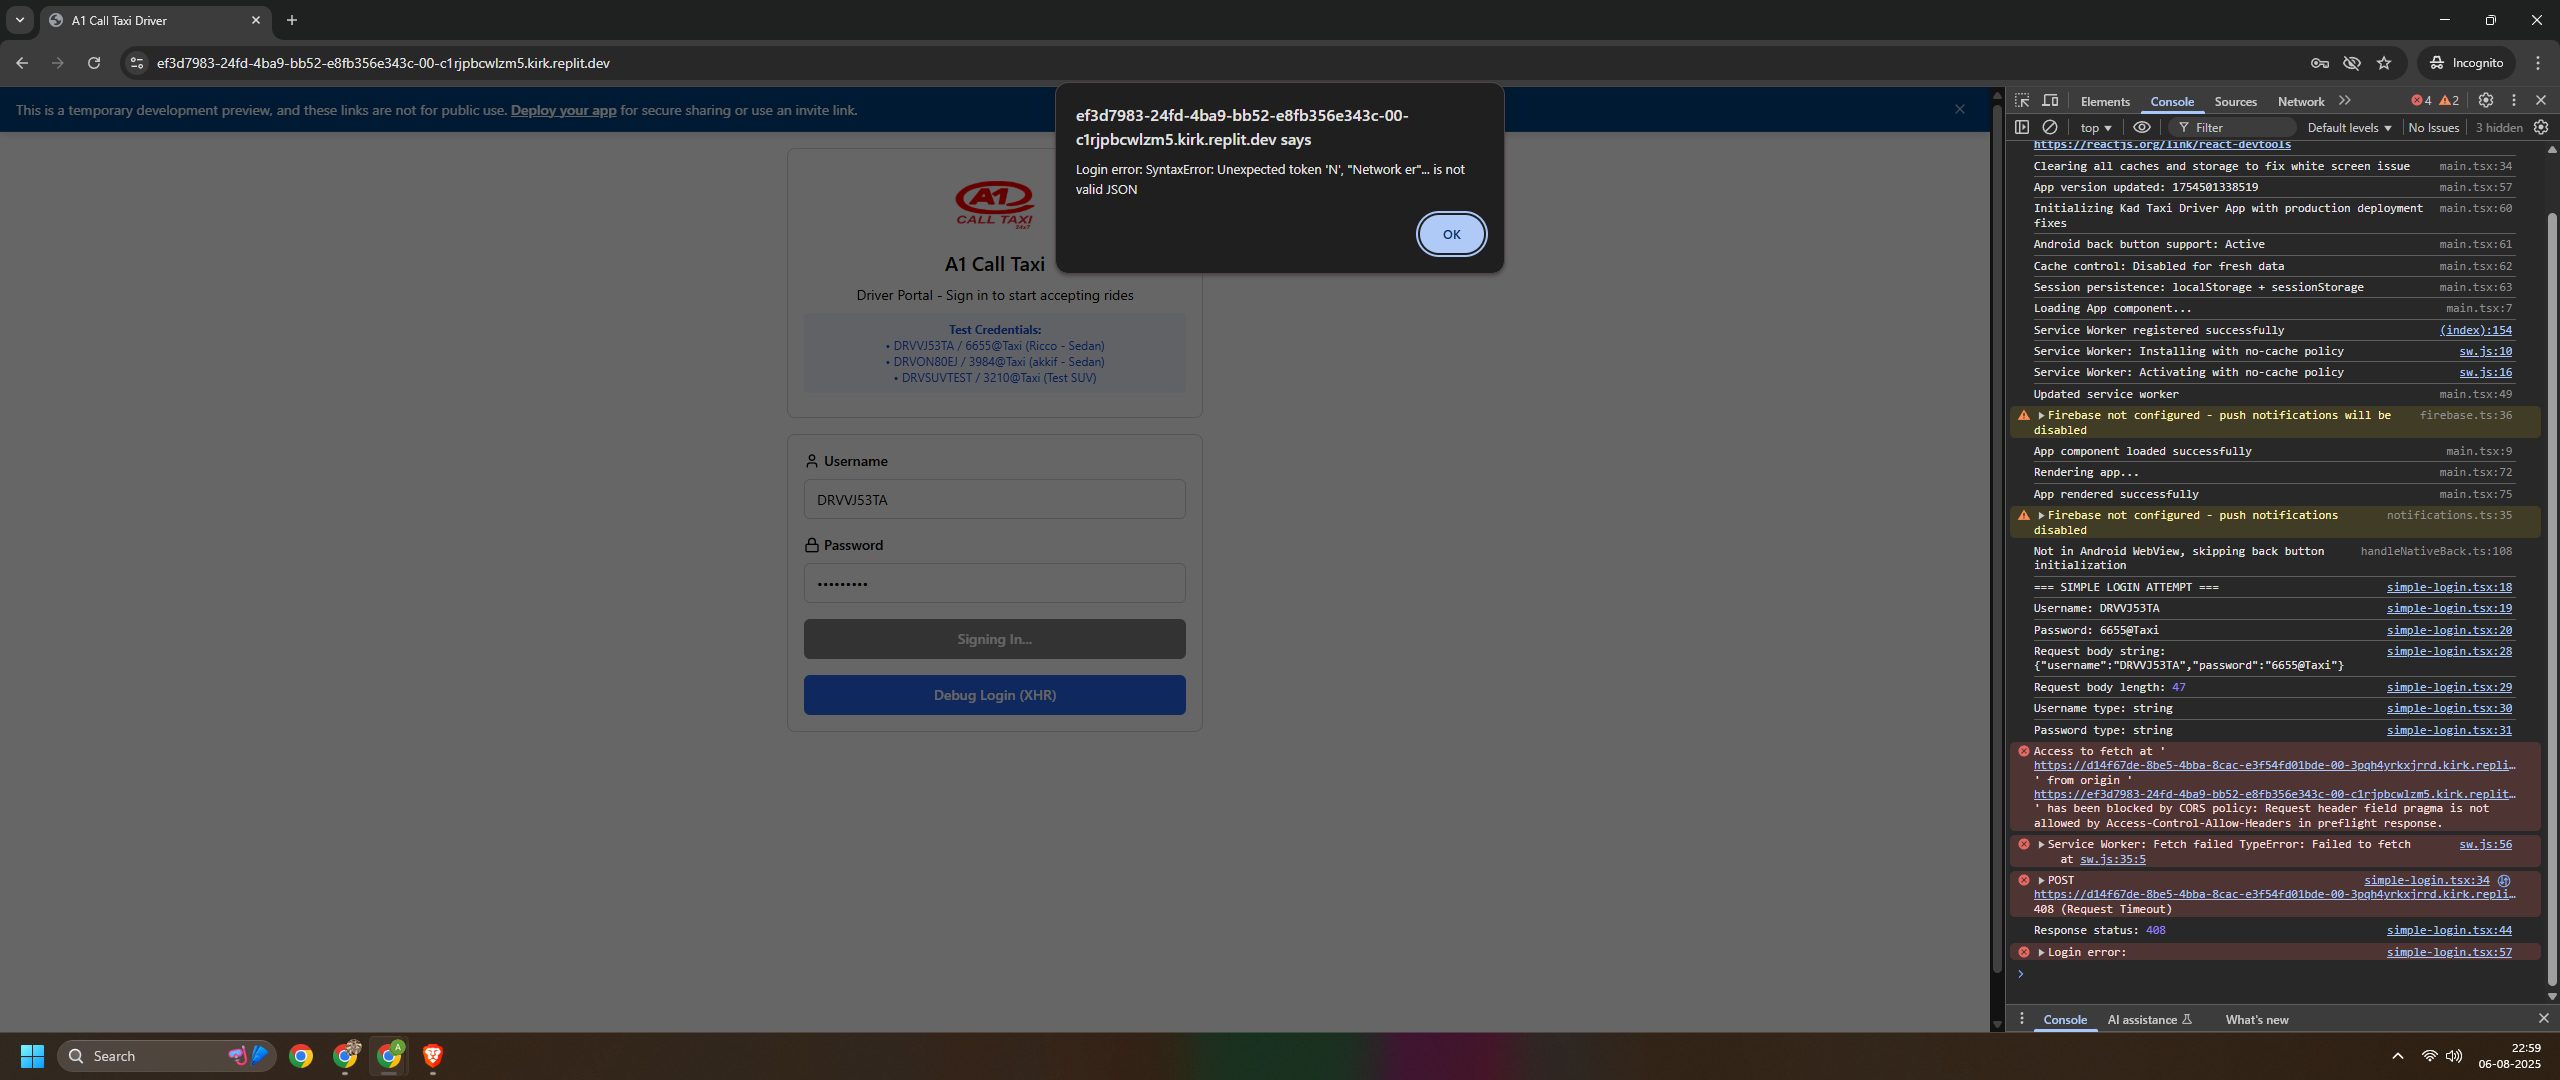 A1 Call Taxi Driver
ef3d7983-24fd-4ba9-bb52-e8fb356e343c-00-c1rjpbcwlzm5.kirk.replit.dev
Incognito
This is a temporary development preview, and these links are not for public use. Deploy your app for secure sharing or use an invite link.
ef3d7983-24fd-4ba9-bb52-e8fb356e343c-00-
c1rjpbcwlzm5.kirk.replit.dev says
Login error: SyntaxError: Unexpected token 'N', "Network er"... is not
valid JSON
OK
A1
CALL TAXI
24x7
A1 Call Taxi
Driver Portal - Sign in to start accepting rides
Test Credentials:
• DRVVJ53TA / 6655@Taxi (Ricco - Sedan)
• DRVON80EJ / 3984@Taxi (akkif - Sedan)
• DRVSUVTEST / 3210@Taxi (Test SUV)
Username
DRVVJ53TA
Password
•••••••••
Signing In...
Debug Login (XHR)
Elements Console Sources Network 4 2
top Filter Default levels No Issues 3 hidden
https://reactjs.org/link/react-devtools
Clearing all caches and storage to fix white screen issue main.tsx:34
App version updated: 1754501338519 main.tsx:57
Initializing Kad Taxi Driver App with production deployment main.tsx:60
fixes
Android back button support: Active main.tsx:61
Cache control: Disabled for fresh data main.tsx:62
Session persistence: localStorage + sessionStorage main.tsx:63
Loading App component... main.tsx:7
Service Worker registered successfully (index):154
Service Worker: Installing with no-cache policy sw.js:10
Service Worker: Activating with no-cache policy sw.js:16
Updated service worker main.tsx:49
Firebase not configured - push notifications will be firebase.ts:36
disabled
App component loaded successfully main.tsx:9
Rendering app... main.tsx:72
App rendered successfully main.tsx:75
Firebase not configured - push notifications notifications.ts:35
disabled
Not in Android WebView, skipping back button handleNativeBack.ts:108
initialization
=== SIMPLE LOGIN ATTEMPT === simple-login.tsx:18
Username: DRVVJ53TA simple-login.tsx:19
Password: 6655@Taxi simple-login.tsx:20
Request body string: simple-login.tsx:28
{"username":"DRVVJ53TA","password":"6655@Taxi"}
Request body length: 47 simple-login.tsx:29
Username type: string simple-login.tsx:30
Password type: string simple-login.tsx:31
Access to fetch at '
https://d14f67de-8be5-4bba-8cac-e3f54fd01bde-00-3pqh4yrkxjrrd.kirk.repli…
' from origin '
https://ef3d7983-24fd-4ba9-bb52-e8fb356e343c-00-c1rjpbcwlzm5.kirk.replit…
' has been blocked by CORS policy: Request header field pragma is not
allowed by Access-Control-Allow-Headers in preflight response.
Service Worker: Fetch failed TypeError: Failed to fetch sw.js:56
at sw.js:35:5
POST simple-login.tsx:34
https://d14f67de-8be5-4bba-8cac-e3f54fd01bde-00-3pqh4yrkxjrrd.kirk.repli…
408 (Request Timeout)
Response status: 408 simple-login.tsx:44
Login error: simple-login.tsx:57
Console AI assistance What's new
Search
A
22:59
06-08-2025